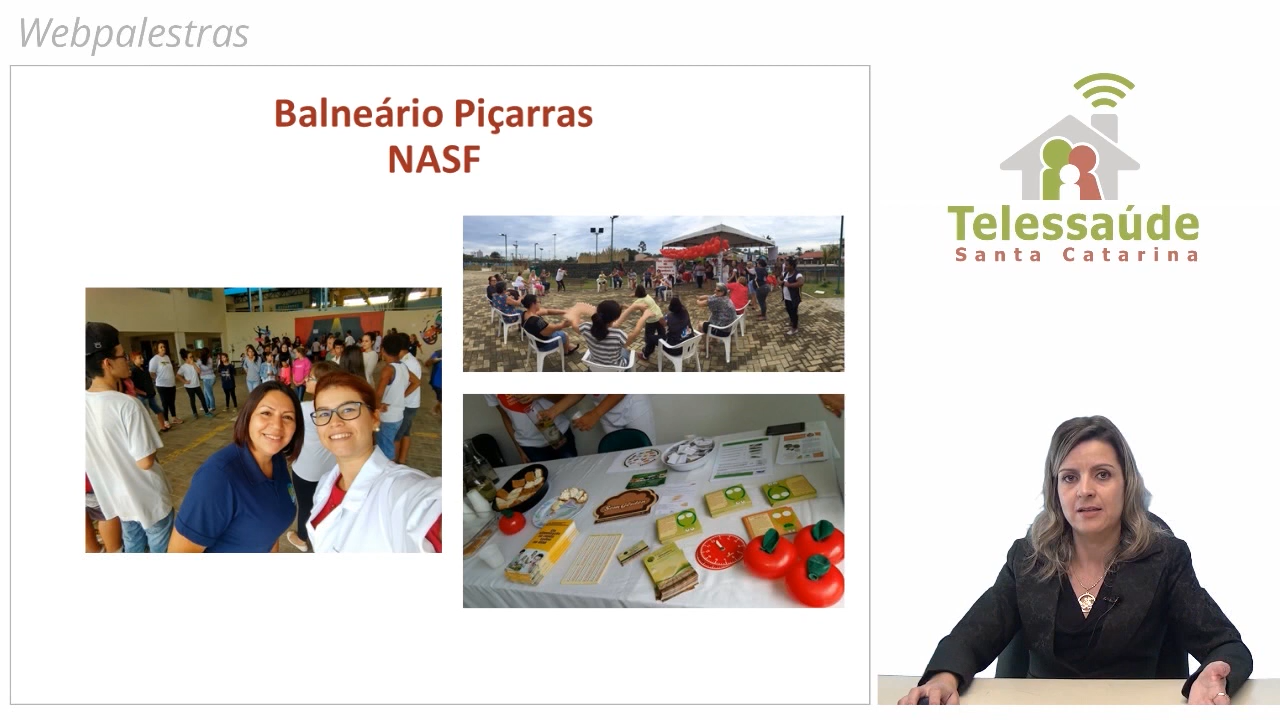 Webpalestras
Balneário Piçarras
NASF
Telessaúde
Santa Catarina